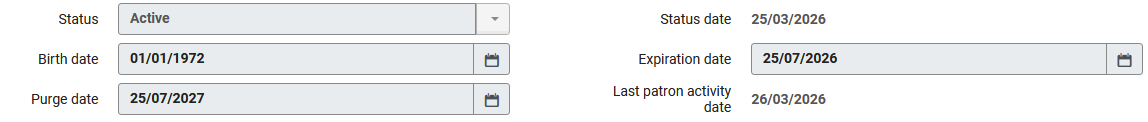 Status Active Status date 25/03/2026
Birth date 01/01/1972 Expiration date 25/07/2026
Purge date 25/07/2027 Last patron activity
date 26/03/2026